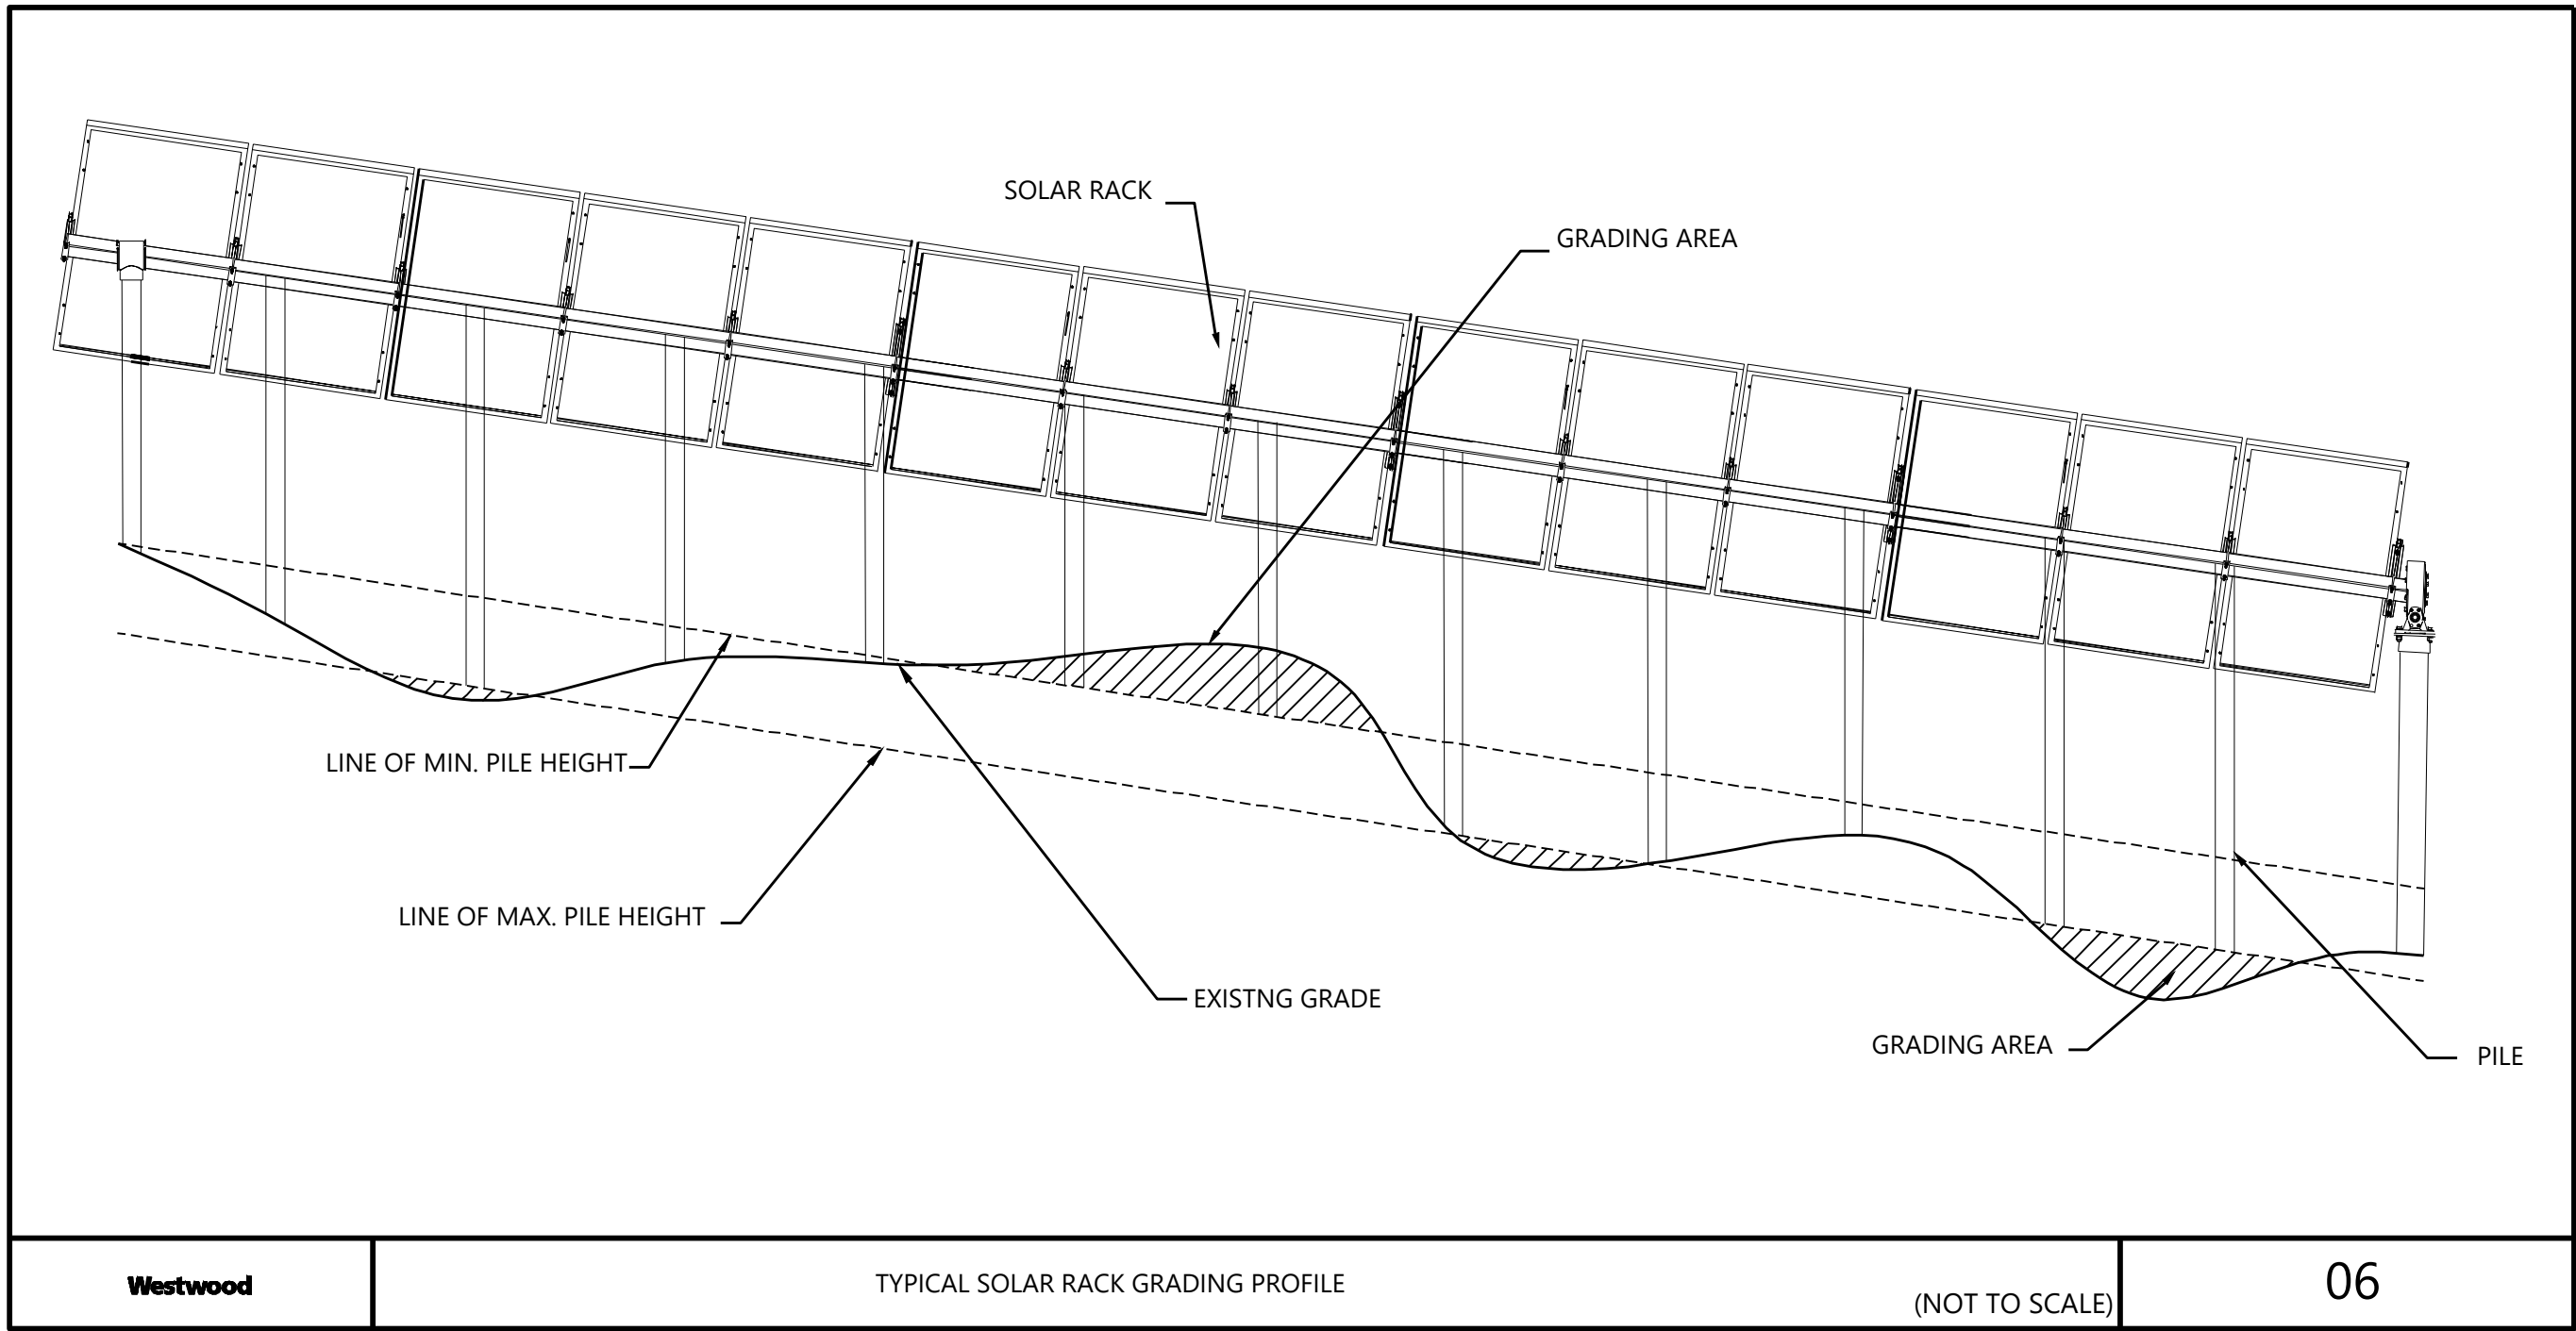 SOLAR RACK
GRADING AREA
LINE OF MIN. PILE HEIGHT
LINE OF MAX. PILE HEIGHT
EXISTNG GRADE
GRADING AREA
PILE
Westwood
TYPICAL SOLAR RACK GRADING PROFILE
(NOT TO SCALE)
06